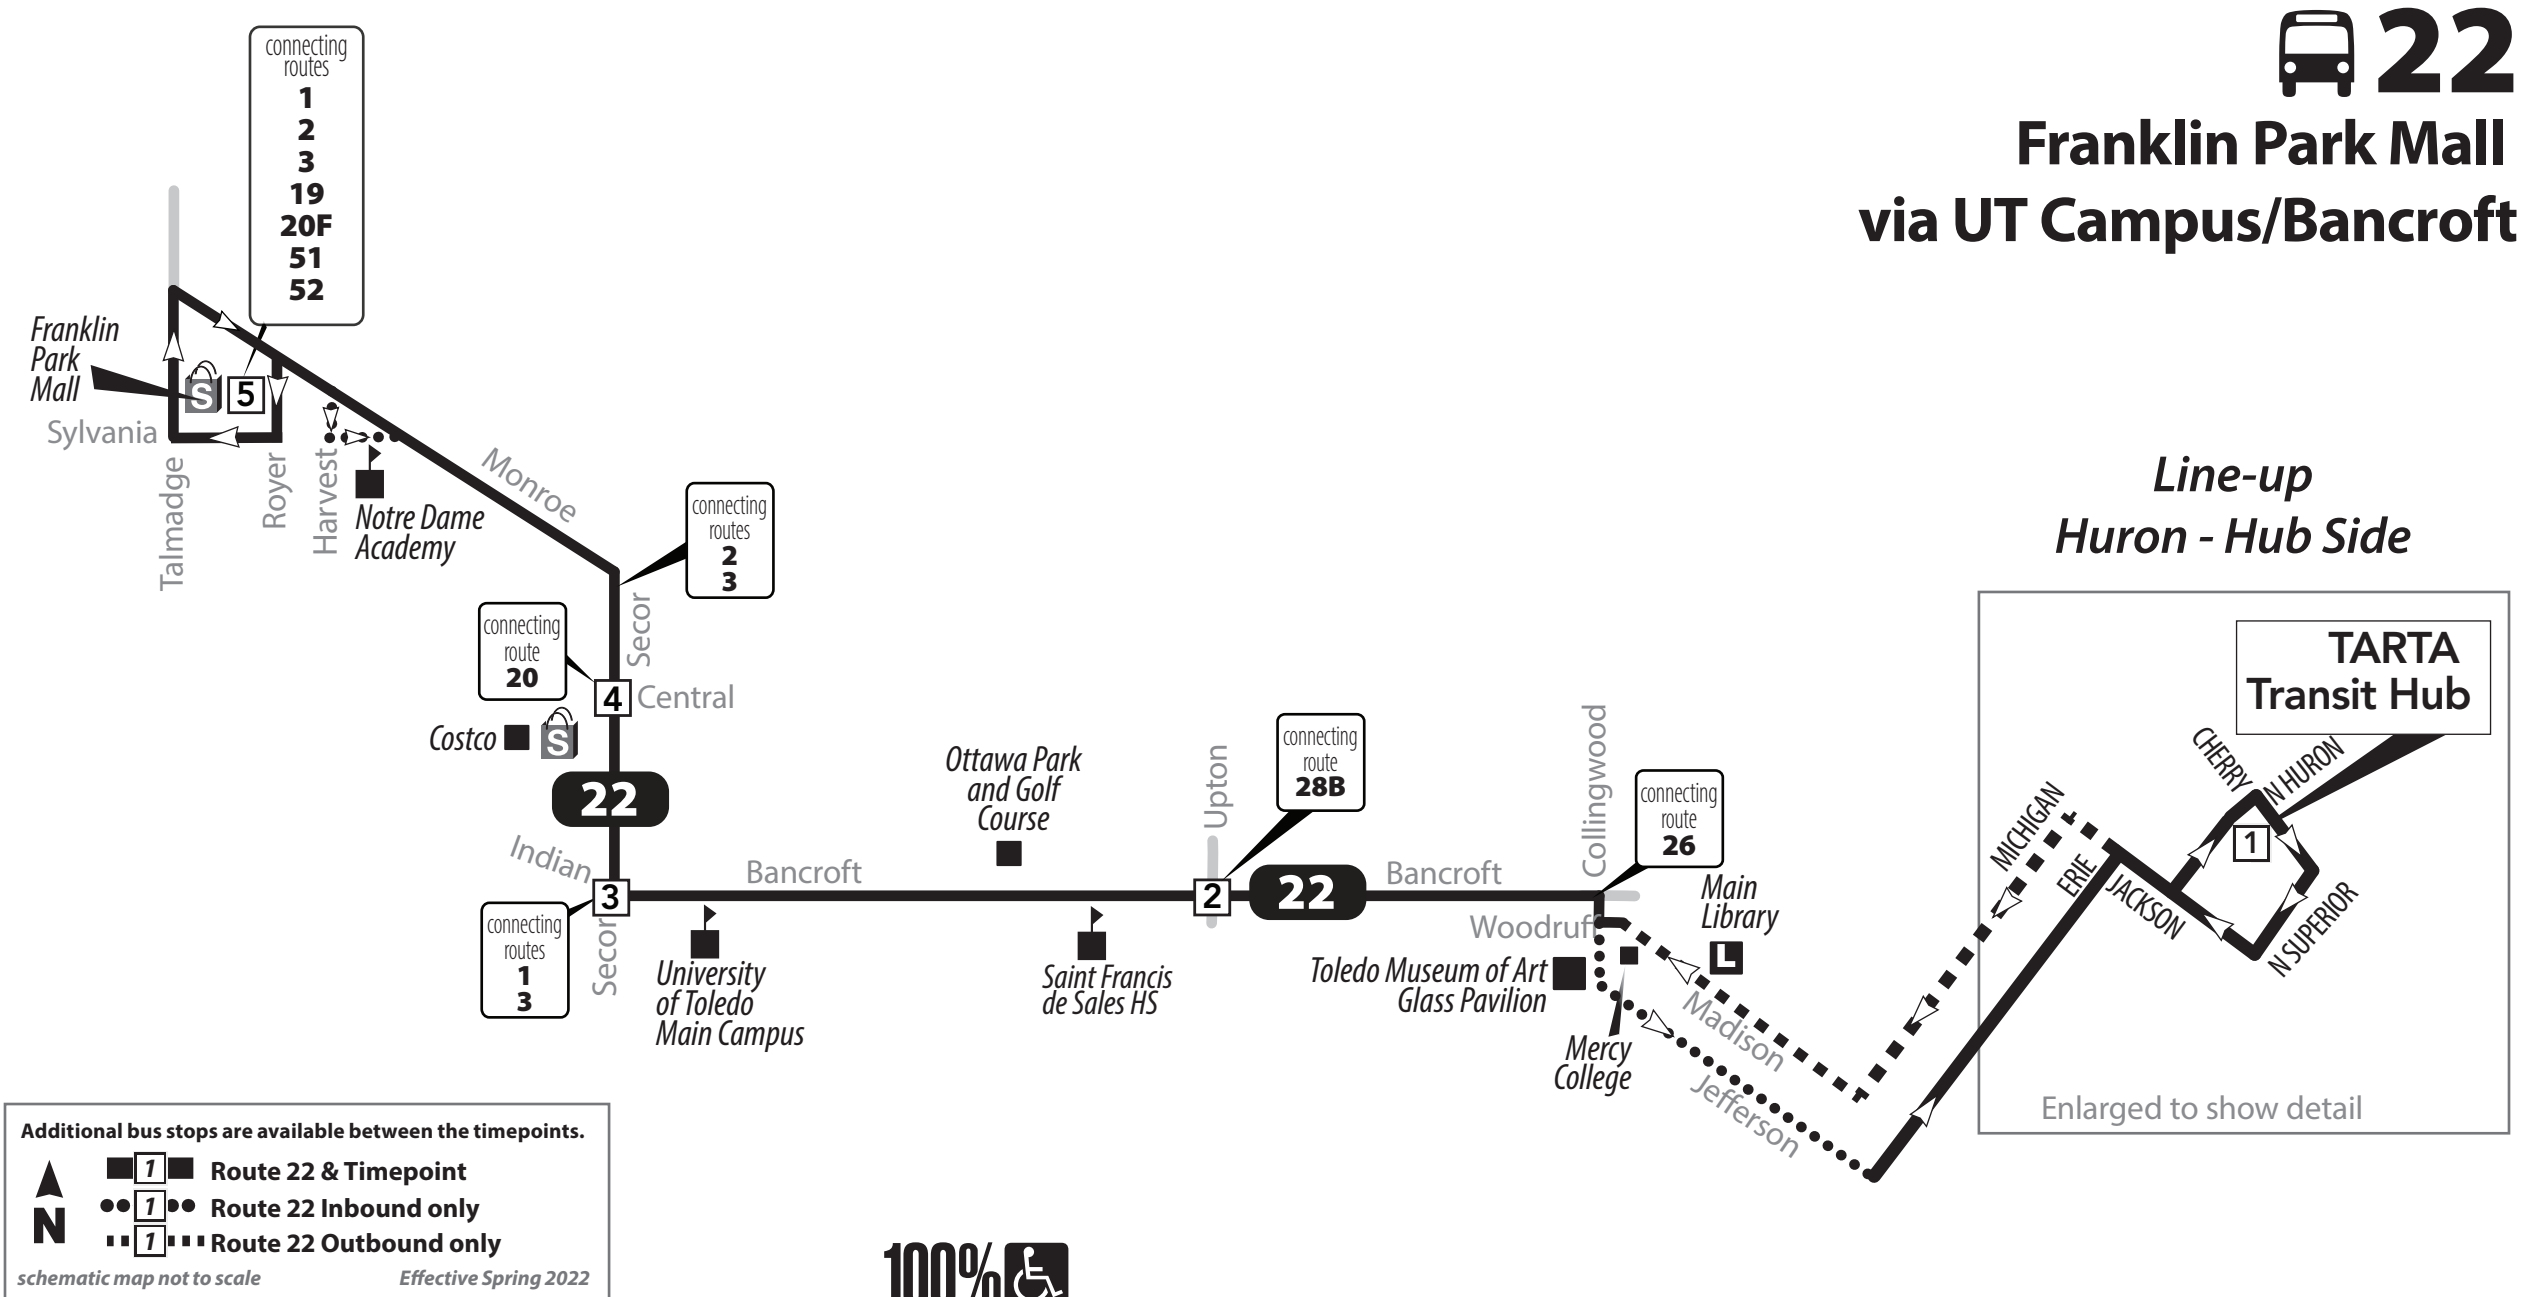 22
Franklin Park Mall
via UT Campus/Bancroft
connecting
routes
1
2
3
19
20F
51
52
Franklin
Park
Mall
S
5
Sylvania
Talmadge
Royer
Harvest
Notre Dame
Academy
Monroe
connecting
routes
2
3
Secor
connecting
route
20
4
Central
Costco
S
22
Indian
3
Secor
connecting
routes
1
3
Bancroft
University
of Toledo
Main Campus
Ottawa Park
and Golf
Course
Saint Francis
de Sales HS
Upton
2
connecting
route
28B
22
Bancroft
Collingwood
connecting
route
26
Woodruff
Main
Library
L
Toledo Museum of Art
Glass Pavilion
Mercy
College
Madison
Jefferson
Line-up
Huron - Hub Side
TARTA
Transit Hub
CHERRY
N HURON
1
MICHIGAN
ERIE
JACKSON
N SUPERIOR
Enlarged to show detail
Additional bus stops are available between the timepoints.
N
1 Route 22 & Timepoint
1 Route 22 Inbound only
1 Route 22 Outbound only
schematic map not to scale
Effective Spring 2022
100%